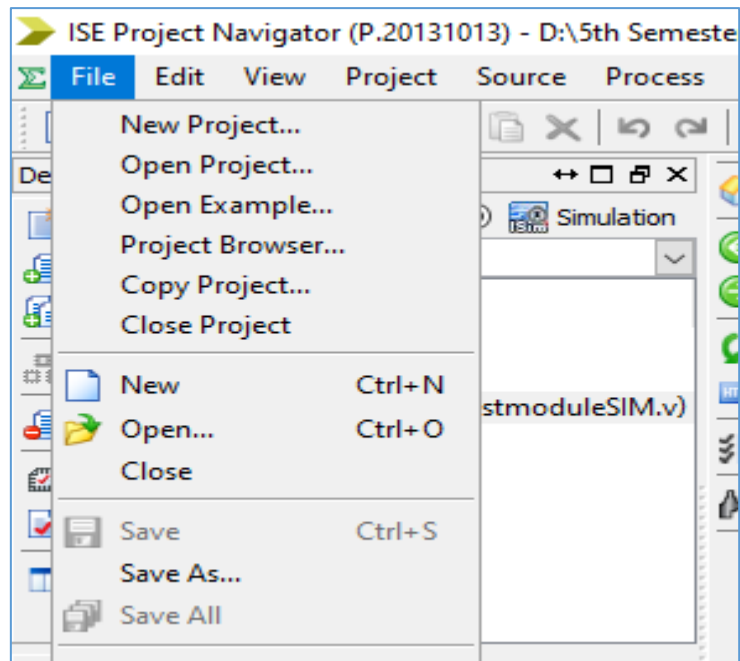 ISE Project Navigator (P.20131013) - D:\5th Semeste
File Edit View Project Source Process
New Project...
De
Open Project...
Open Example...
Simulation
Project Browser...
Copy Project...
Close Project
New Ctrl+N
stmoduleSIM.v)
Open... Ctrl+O
Close
Save Ctrl+S
Save As...
Save All